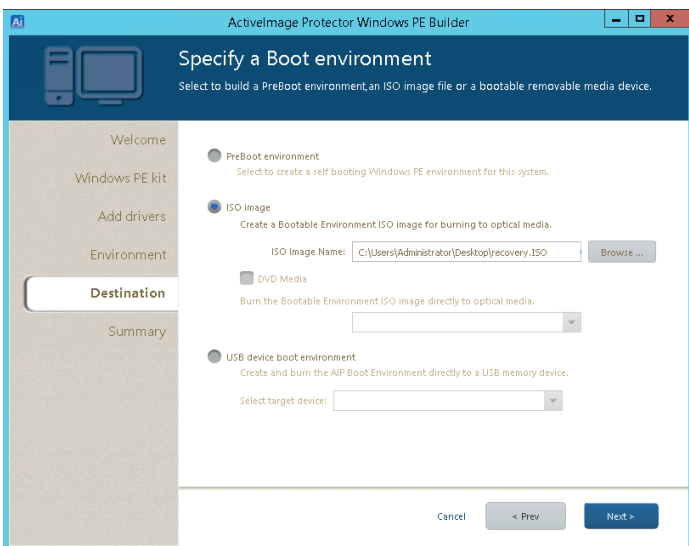 Ai
ActiveImage Protector Windows PE Builder
Specify a Boot environment
Select to build a PreBoot environment,an ISO image file or a bootable removable media device.
Welcome
Windows PE kit
Add drivers
Environment
Destination
Summary
PreBoot environment
Select to create a self booting Windows PE environment for this system.
ISO image
Create a Bootable Environment ISO image for burning to optical media.
ISO Image Name: C:\Users\Administrator\Desktop\recovery.ISO Browse ...
DVD Media
Burn the Bootable Environment ISO image directly to optical media.
USB device boot environment
Create and burn the AIP Boot Environment directly to a USB memory device.
Select target device:
Cancel < Prev Next >